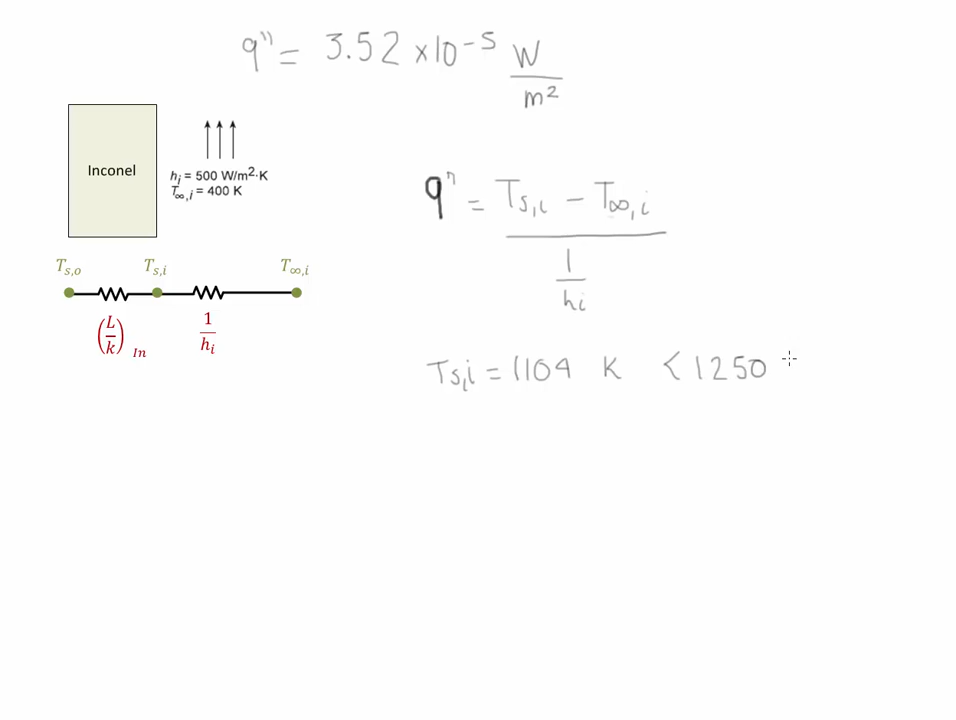 q'' = 3.52 ×10⁻⁵ W/m²
Inconel
hᵢ = 500 W/m²·K
T∞,i = 400 K
q'' = (Ts,i − T∞,i) / (1/hi)
Ts,o Ts,i T∞,i
(L/k) In 1/hi
Ts,i = 1104 K < 1250